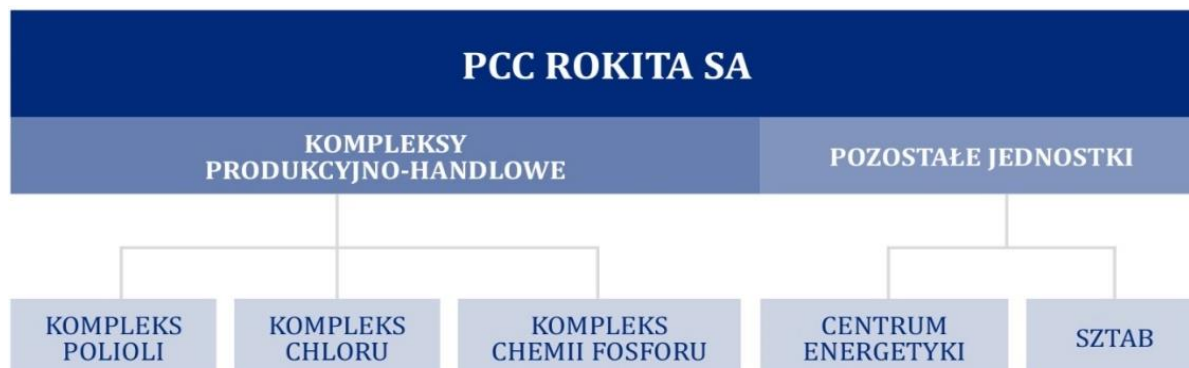 PCC ROKITA SA
KOMPLEKSY
PRODUKCYJNO-HANDLOWE
POZOSTAŁE JEDNOSTKI
KOMPLEKS
POLIOLI
KOMPLEKS
CHLORU
KOMPLEKS
CHEMII FOSFORU
CENTRUM
ENERGETYKI
SZTAB